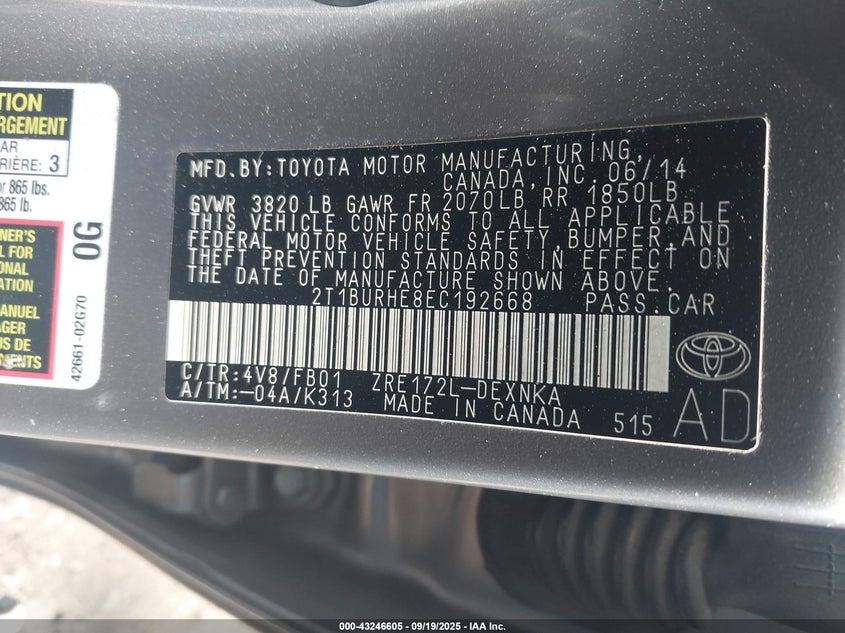 TION
RGEMENT
AR
RIÈRE: 3
or 865 lbs.
865 lb.
NER'S
L FOR
ONAL
ATION
MANUEL
AGER
US DE
MENTS
42661-02G70
0G
MFD.BY:TOYOTA MOTOR MANUFACTURING,
CANADA, INC. 06/14
GVWR 3820 LB GAWR FR 2070LB RR 1850LB
THIS VEHICLE CONFORMS TO ALL APPLICABLE
FEDERAL MOTOR VEHICLE SAFETY,BUMPER,AND
THEFT PREVENTION STANDARDS IN EFFECT ON
THE DATE OF MANUFACTURE SHOWN ABOVE.
2T1BURHE8EC192668 PASS.CAR
C/TR:4V8/FB01 ZRE172L-DEXNKA
A/TM:-04A/K313 MADE IN CANADA 515
AD
000-43246605 - 09/19/2025 - IAA Inc.